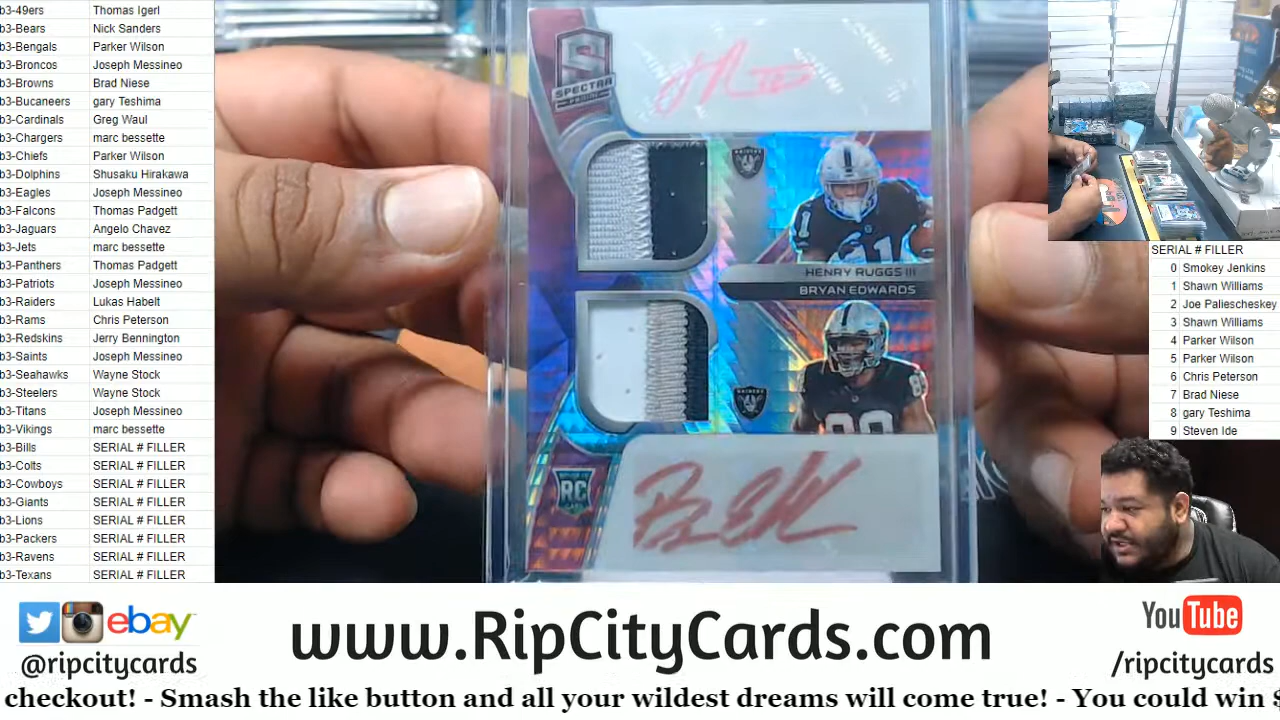 b3-49ers Thomas Igerl
b3-Bears Nick Sanders
b3-Bengals Parker Wilson
b3-Broncos Joseph Messineo
b3-Browns Brad Niese
b3-Bucaneers gary Teshima
b3-Cardinals Greg Waul
b3-Chargers marc bessette
b3-Chiefs Parker Wilson
b3-Dolphins Shusaku Hirakawa
b3-Eagles Joseph Messineo
b3-Falcons Thomas Padgett
b3-Jaguars Angelo Chavez
b3-Jets marc bessette
b3-Panthers Thomas Padgett
b3-Patriots Joseph Messineo
b3-Raiders Lukas Habelt
b3-Rams Chris Peterson
b3-Redskins Jerry Bennington
b3-Saints Joseph Messineo
b3-Seahawks Wayne Stock
b3-Steelers Wayne Stock
b3-Titans Joseph Messineo
b3-Vikings marc bessette
b3-Bills SERIAL # FILLER
b3-Colts SERIAL # FILLER
b3-Cowboys SERIAL # FILLER
b3-Giants SERIAL # FILLER
b3-Lions SERIAL # FILLER
b3-Packers SERIAL # FILLER
b3-Ravens SERIAL # FILLER
b3-Texans SERIAL # FILLER
S
SPECTRA
RAIDERS
HENRY RUGGS III
BRYAN EDWARDS
RAIDERS
RC
SERIAL # FILLER
0 Smokey Jenkins
1 Shawn Williams
2 Joe Paliescheskey
3 Shawn Williams
4 Parker Wilson
5 Parker Wilson
6 Chris Peterson
7 Brad Niese
8 gary Teshima
9 Steven Ide
ebay
@ripcitycards
www.RipCityCards.com
YouTube
/ripcitycards
checkout! - Smash the like button and all your wildest dreams will come true! - You could win $